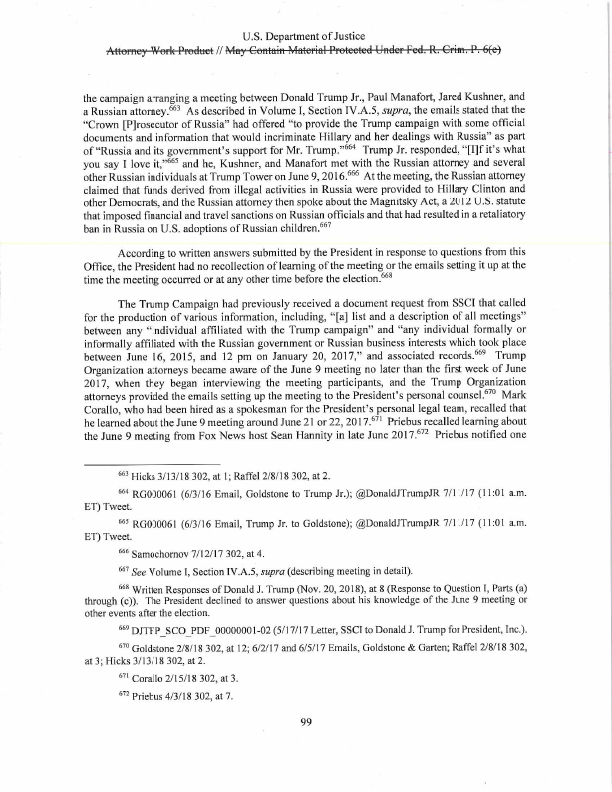 U.S. Department of Justice
Attorney Work Product // May Contain Material Protected Under Fed. R. Crim. P. 6(e)
the campaign arranging a meeting between Donald Trump Jr., Paul Manafort, Jared Kushner, and
a Russian attorney.663 As described in Volume I, Section IV.A.5, supra, the emails stated that the
“Crown [P]rosecutor of Russia” had offered “to provide the Trump campaign with some official
documents and information that would incriminate Hillary and her dealings with Russia” as part
of “Russia and its government’s support for Mr. Trump.”664 Trump Jr. responded, “[I]f it’s what
you say I love it,”665 and he, Kushner, and Manafort met with the Russian attorney and several
other Russian individuals at Trump Tower on June 9, 2016.666 At the meeting, the Russian attorney
claimed that funds derived from illegal activities in Russia were provided to Hillary Clinton and
other Democrats, and the Russian attorney then spoke about the Magnitsky Act, a 2012 U.S. statute
that imposed financial and travel sanctions on Russian officials and that had resulted in a retaliatory
ban in Russia on U.S. adoptions of Russian children.667
According to written answers submitted by the President in response to questions from this
Office, the President had no recollection of learning of the meeting or the emails setting it up at the
time the meeting occurred or at any other time before the election.668
The Trump Campaign had previously received a document request from SSCI that called
for the production of various information, including, “[a] list and a description of all meetings”
between any “individual affiliated with the Trump campaign” and “any individual formally or
informally affiliated with the Russian government or Russian business interests which took place
between June 16, 2015, and 12 pm on January 20, 2017,” and associated records.669 Trump
Organization attorneys became aware of the June 9 meeting no later than the first week of June
2017, when they began interviewing the meeting participants, and the Trump Organization
attorneys provided the emails setting up the meeting to the President’s personal counsel.670 Mark
Corallo, who had been hired as a spokesman for the President’s personal legal team, recalled that
he learned about the June 9 meeting around June 21 or 22, 2017.671 Priebus recalled learning about
the June 9 meeting from Fox News host Sean Hannity in late June 2017.672 Priebus notified one
663 Hicks 3/13/18 302, at 1; Raffel 2/8/18 302, at 2.
664 RG000061 (6/3/16 Email, Goldstone to Trump Jr.); @DonaldJTrumpJR 7/11/17 (11:01 a.m.
ET) Tweet.
665 RG000061 (6/3/16 Email, Trump Jr. to Goldstone); @DonaldJTrumpJR 7/11/17 (11:01 a.m.
ET) Tweet.
666 Samochornov 7/12/17 302, at 4.
667 See Volume I, Section IV.A.5, supra (describing meeting in detail).
668 Written Responses of Donald J. Trump (Nov. 20, 2018), at 8 (Response to Question I, Parts (a)
through (c)). The President declined to answer questions about his knowledge of the June 9 meeting or
other events after the election.
669 DJTFP_SCO_PDF_00000001-02 (5/17/17 Letter, SSCI to Donald J. Trump for President, Inc.).
670 Goldstone 2/8/18 302, at 12; 6/2/17 and 6/5/17 Emails, Goldstone & Garten; Raffel 2/8/18 302,
at 3; Hicks 3/13/18 302, at 2.
671 Corallo 2/15/18 302, at 3.
672 Priebus 4/3/18 302, at 7.
99